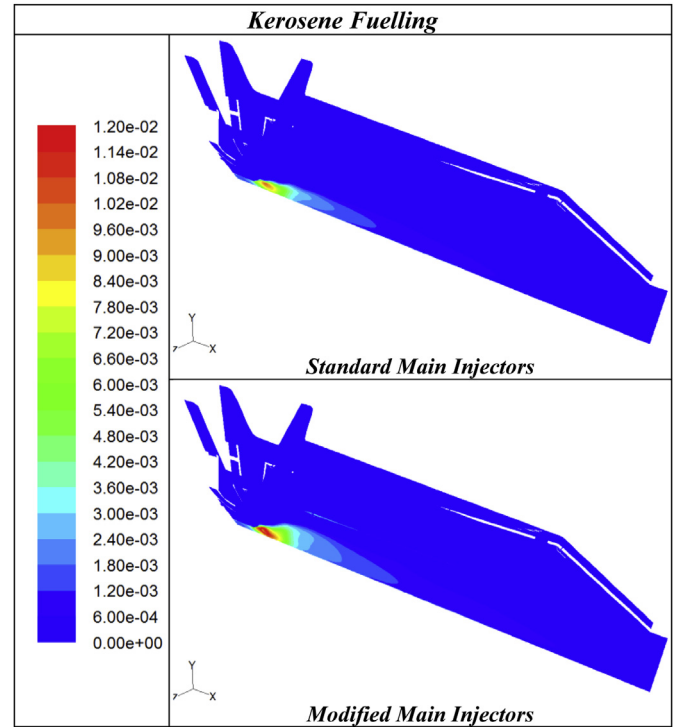 Kerosene Fuelling
1.20e-02
1.14e-02
1.08e-02
1.02e-02
9.60e-03
9.00e-03
8.40e-03
7.80e-03
7.20e-03
6.60e-03
6.00e-03
5.40e-03
4.80e-03
4.20e-03
3.60e-03
3.00e-03
2.40e-03
1.80e-03
1.20e-03
6.00e-04
0.00e+00
Y
X
Standard Main Injectors
Y
X
Modified Main Injectors